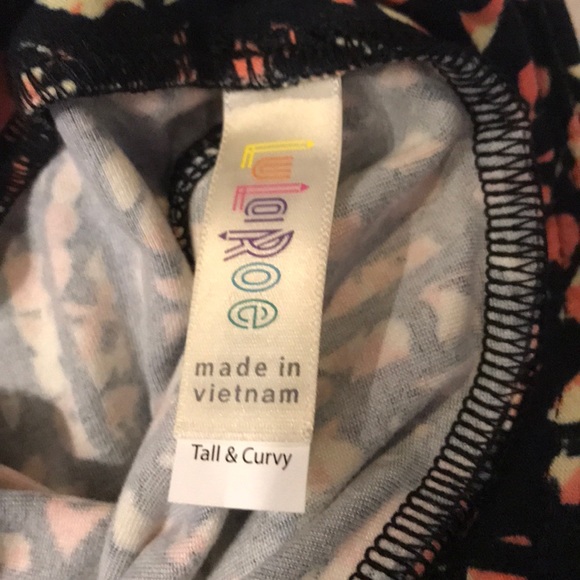 LuLaRoe
made in
vietnam
Tall & Curvy